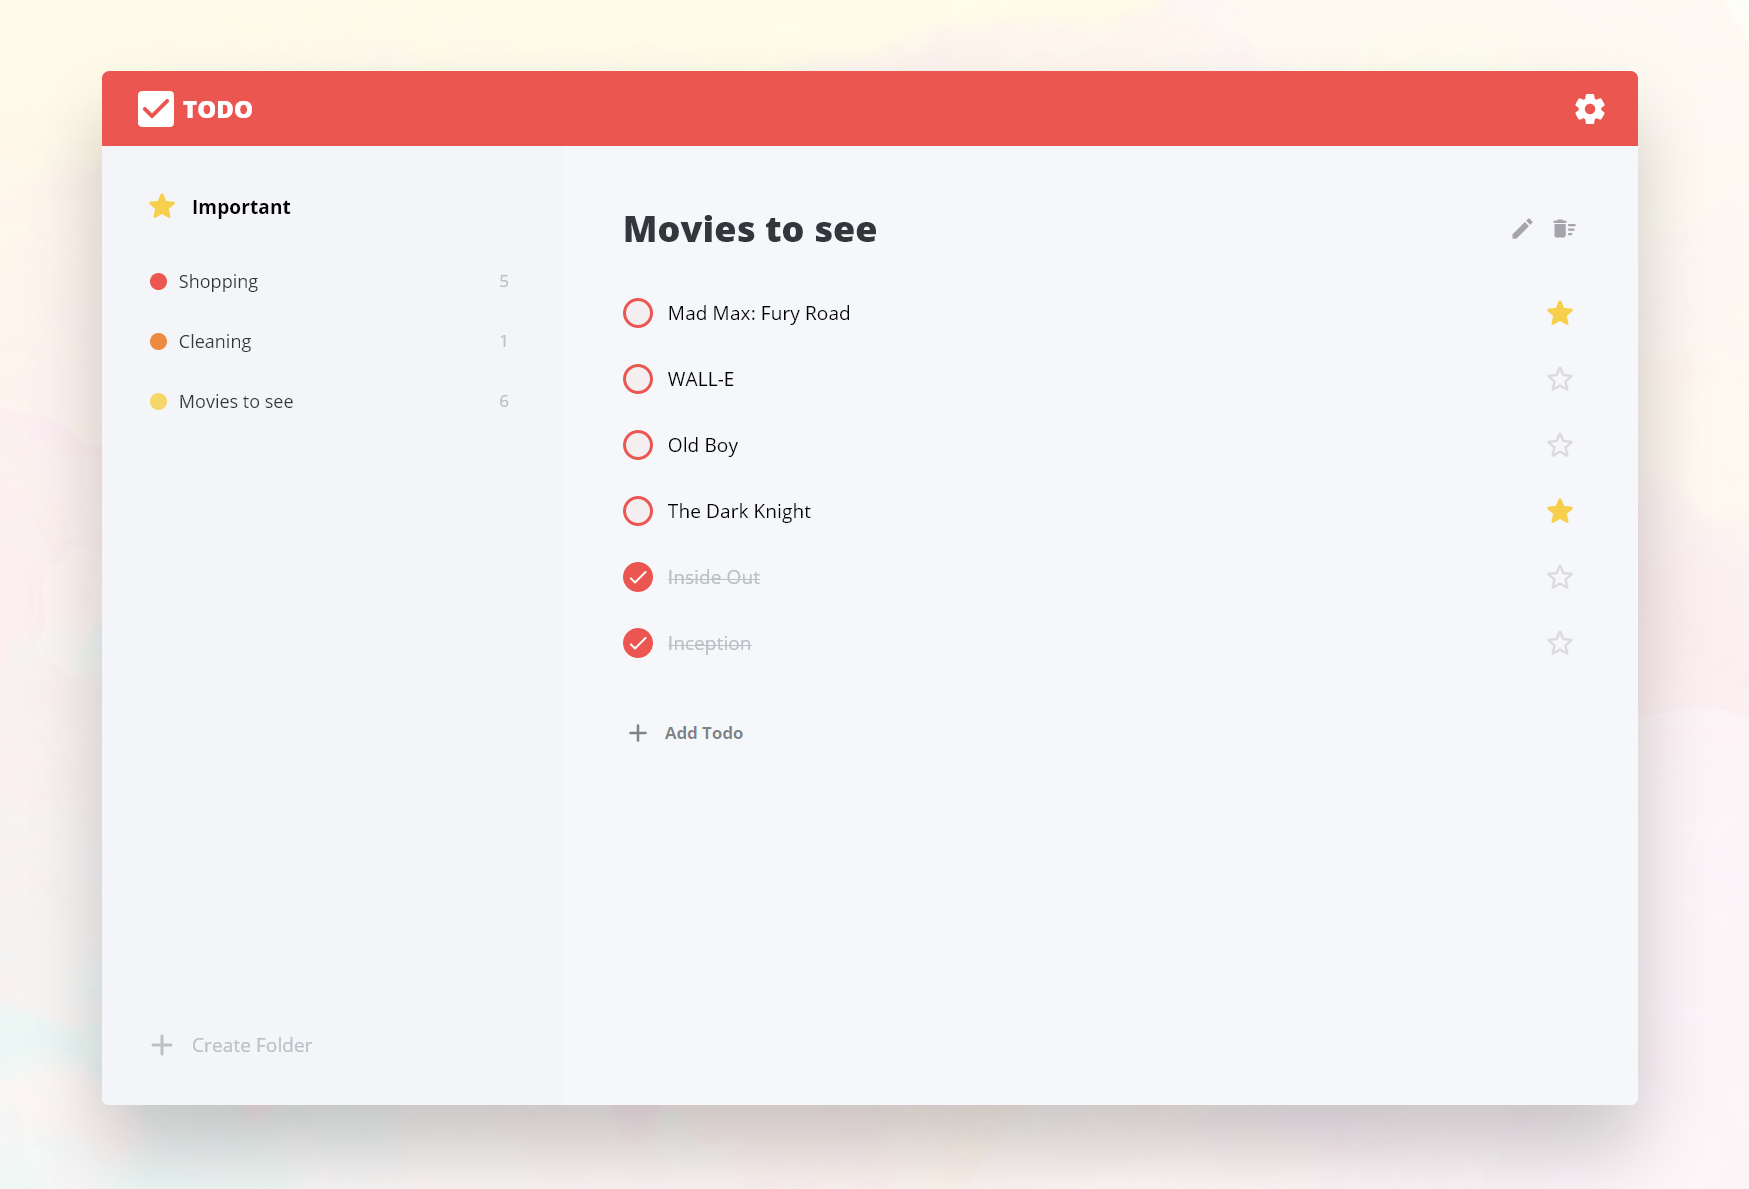 TODO
Important
Shopping 5
Cleaning 1
Movies to see 6
Create Folder
Movies to see
Mad Max: Fury Road
WALL-E
Old Boy
The Dark Knight
Inside Out
Inception
Add Todo